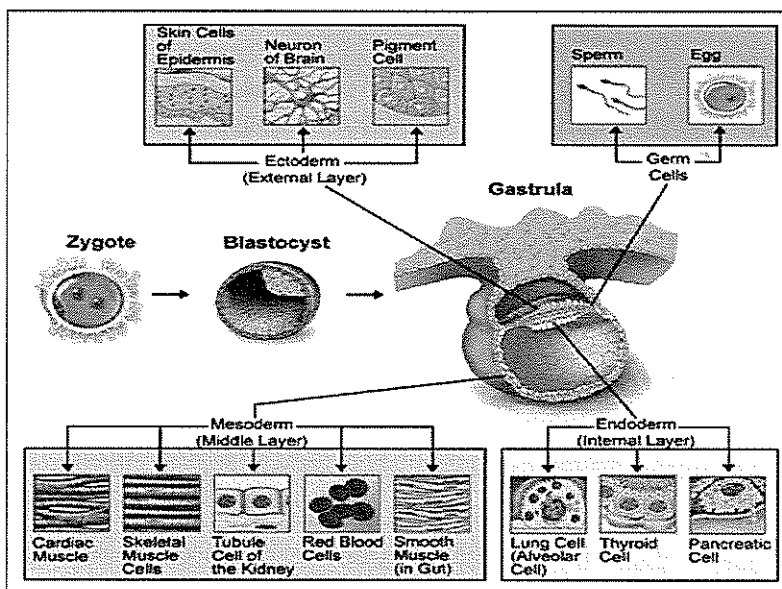 Skin Cells
of
Epidermis
Neuron
of Brain
Pigment
Cell
Sperm
Egg
Ectoderm
(External Layer)
Germ
Cells
Gastrula
Zygote
Blastocyst
Mesoderm
(Middle Layer)
Endoderm
(Internal Layer)
Cardiac
Muscle
Skeletal
Muscle
Cells
Tubule
Cell of
the Kidney
Red Blood
Cells
Smooth
Muscle
(in Gut)
Lung Cell
(Alveolar
Cell)
Thyroid
Cell
Pancreatic
Cell